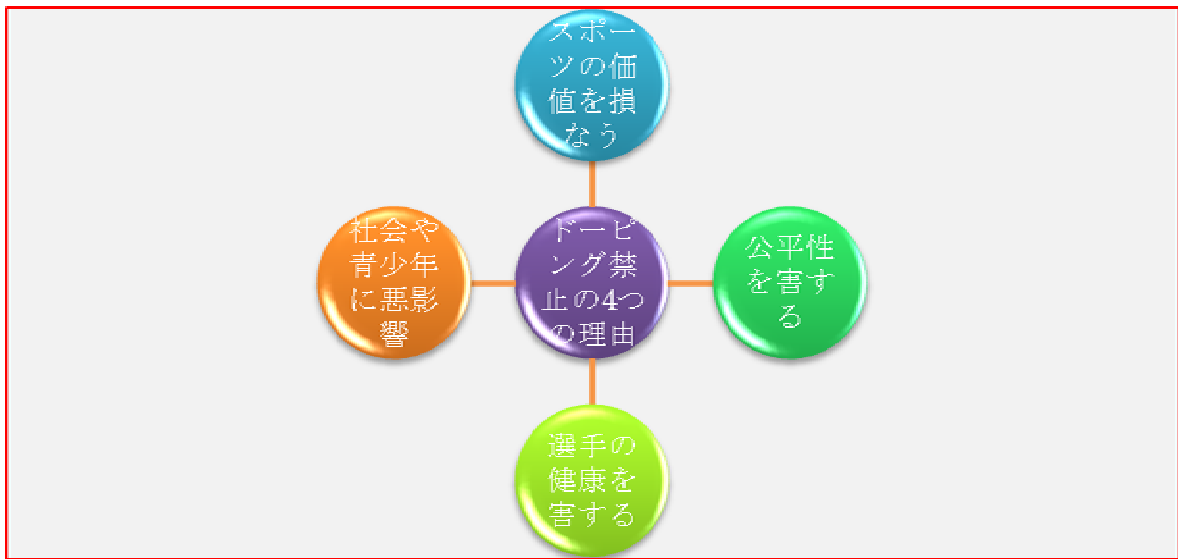 スポー
ツの価
値を損
なう
社会や
青少年
に悪影
響
ドーピ
ング禁
止の4つ
の理由
公平性
を害す
る
選手の
健康を
害する